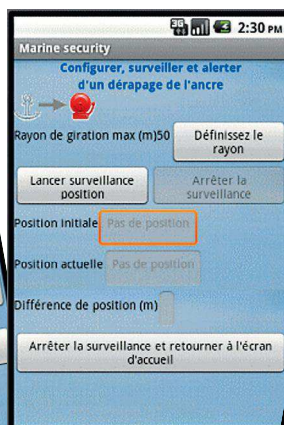 3G 2:30 PM
Marine security
Configurer, surveiller et alerter
d'un dérapage de l'ancre
Rayon de giration max (m)50
Définissez le
rayon
Lancer surveillance
position
Arrêter la
surveillance
Position initiale Pas de position
Position actuelle Pas de position
Différence de position (m)
Arrêter la surveillance et retourner à l'écran
d'accueil